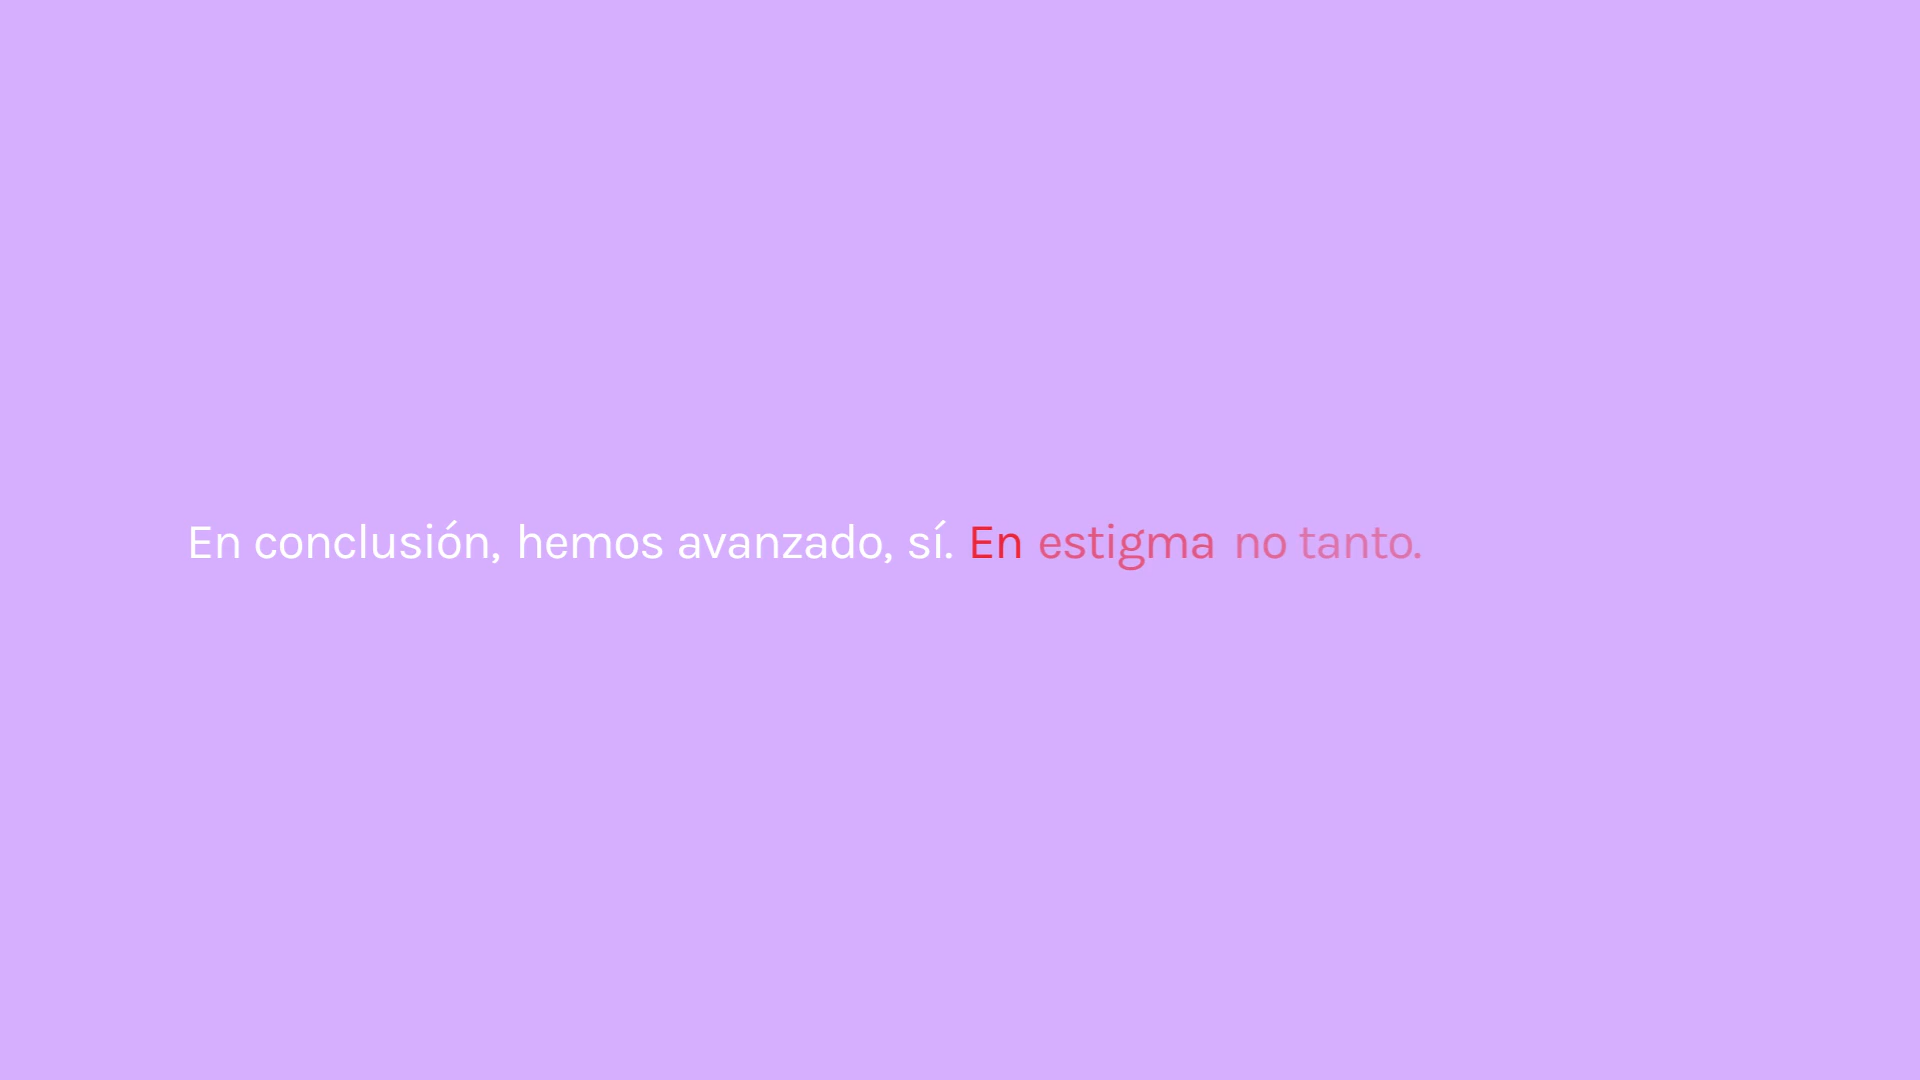 En conclusión, hemos avanzado, sí. En estigma no tanto.